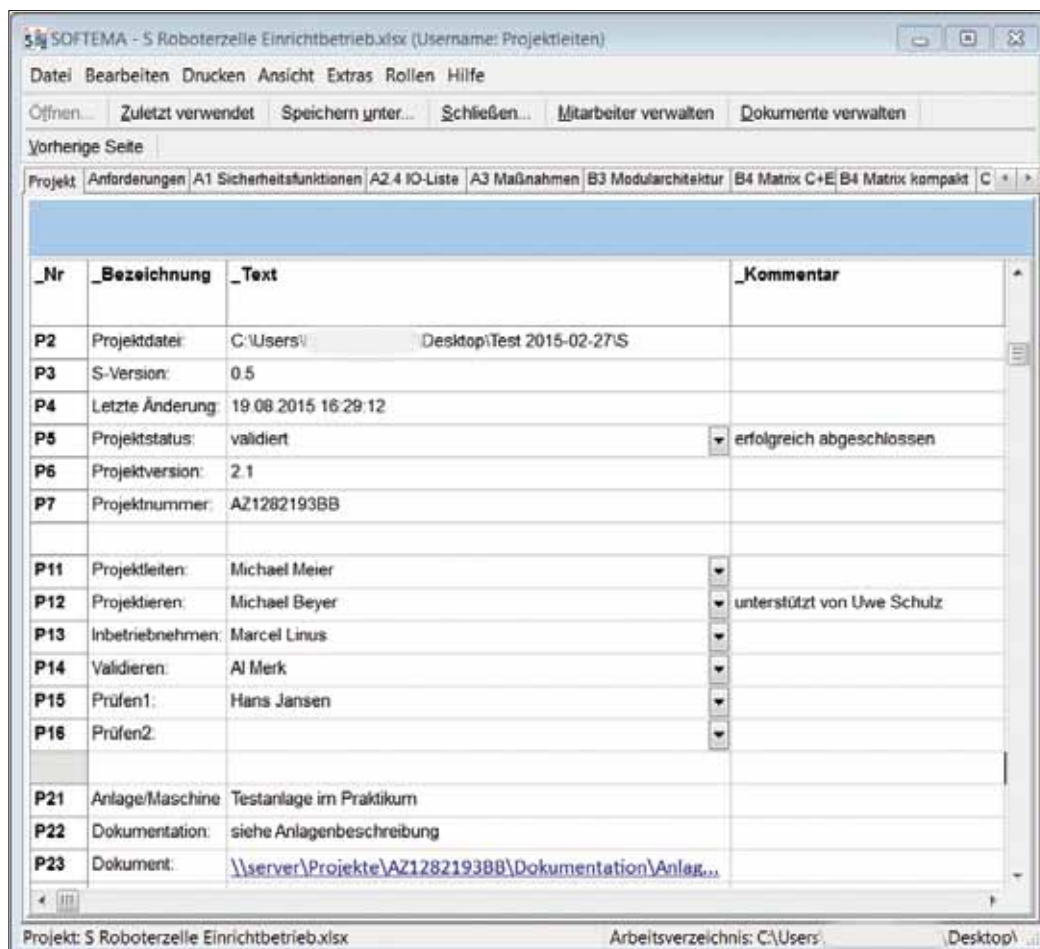 SOFTEMA - S Roboterzelle Einrichtbetrieb.xlsx (Username: Projektleiten)
Datei Bearbeiten Drucken Ansicht Extras Rollen Hilfe
Öffnen... Zuletzt verwendet Speichern unter... Schließen... Mitarbeiter verwalten Dokumente verwalten
Vorherige Seite
Projekt Anforderungen A1 Sicherheitsfunktionen A2.4 IO-Liste A3 Maßnahmen B3 Modularchitektur B4 Matrix C+E B4 Matrix kompakt C
_Nr _Bezeichnung _Text _Kommentar
P2 Projektdatei: C:\Users\ \Desktop\Test 2015-02-27\S
P3 S-Version: 0.5
P4 Letzte Änderung: 19.08.2015 16:29:12
P5 Projektstatus: validiert erfolgreich abgeschlossen
P6 Projektversion: 2.1
P7 Projektnummer: AZ1282193BB
P11 Projektleiten: Michael Meier
P12 Projektieren: Michael Beyer unterstützt von Uwe Schulz
P13 Inbetriebnehmen: Marcel Linus
P14 Validieren: Al Merk
P15 Prüfen1: Hans Jansen
P16 Prüfen2:
P21 Anlage/Maschine Testanlage im Praktikum
P22 Dokumentation: siehe Anlagenbeschreibung
P23 Dokument: \\server\Projekte\AZ1282193BB\Dokumentation\Anlag...
Projekt: S Roboterzelle Einrichtbetrieb.xlsx Arbeitsverzeichnis: C:\Users\ \Desktop\